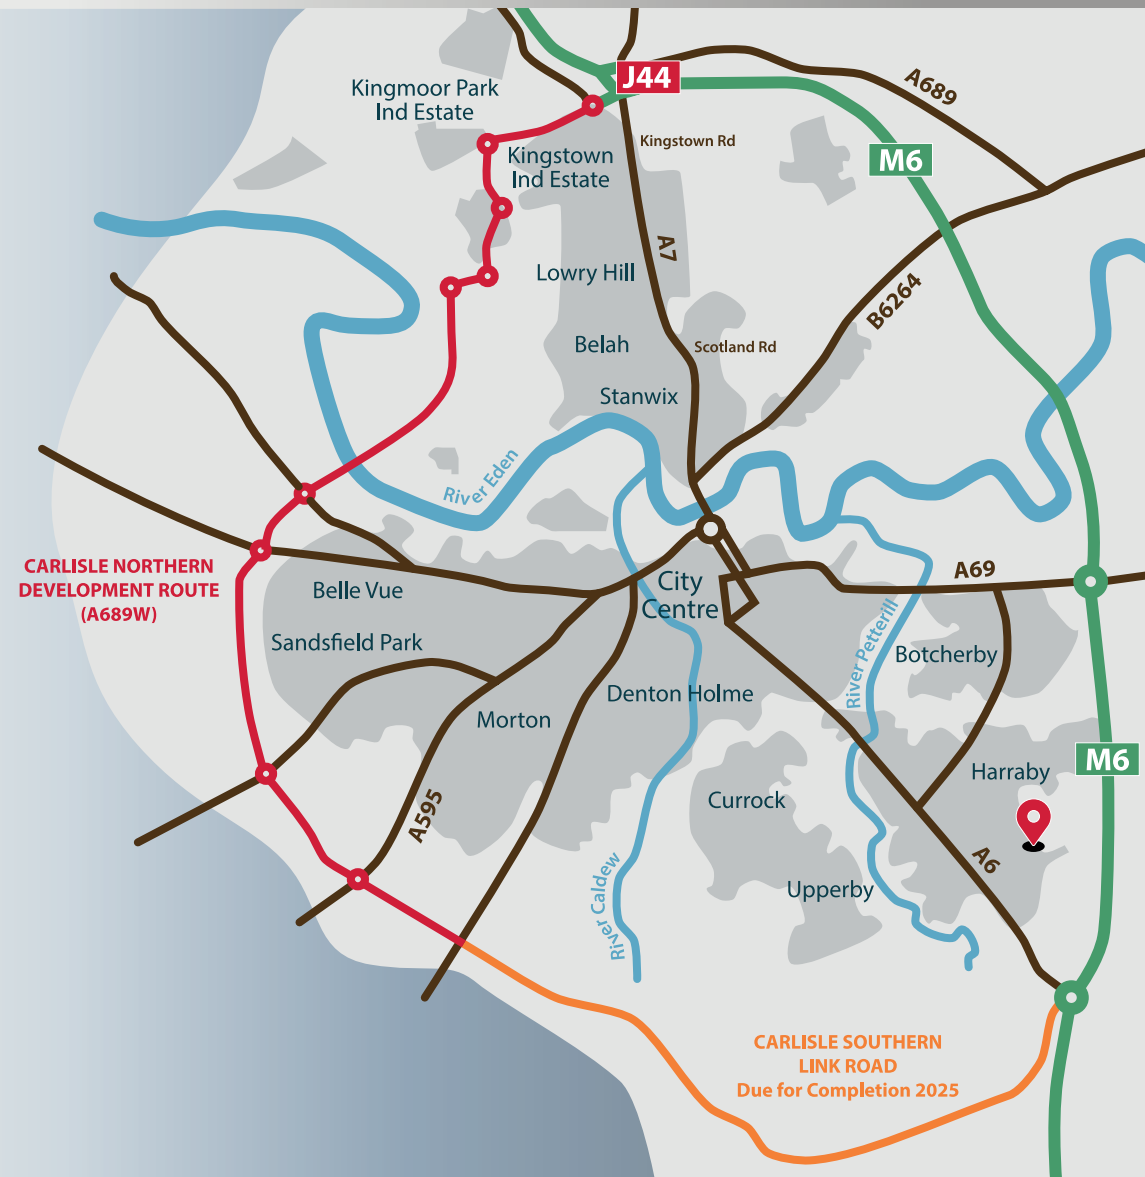 J44
Kingmoor Park
Ind Estate
A689
Kingstown Rd
M6
Kingstown
Ind Estate
A7
Lowry Hill
B6264
Belah
Scotland Rd
Stanwix
River Eden
CARLISLE NORTHERN
DEVELOPMENT ROUTE
(A689W)
Belle Vue
City
Centre
A69
Sandsfield Park
River Petterill
Botcherby
Denton Holme
Morton
Harraby
M6
Currock
A595
A6
Upperby
River Caldew
CARLISLE SOUTHERN
LINK ROAD
Due for Completion 2025